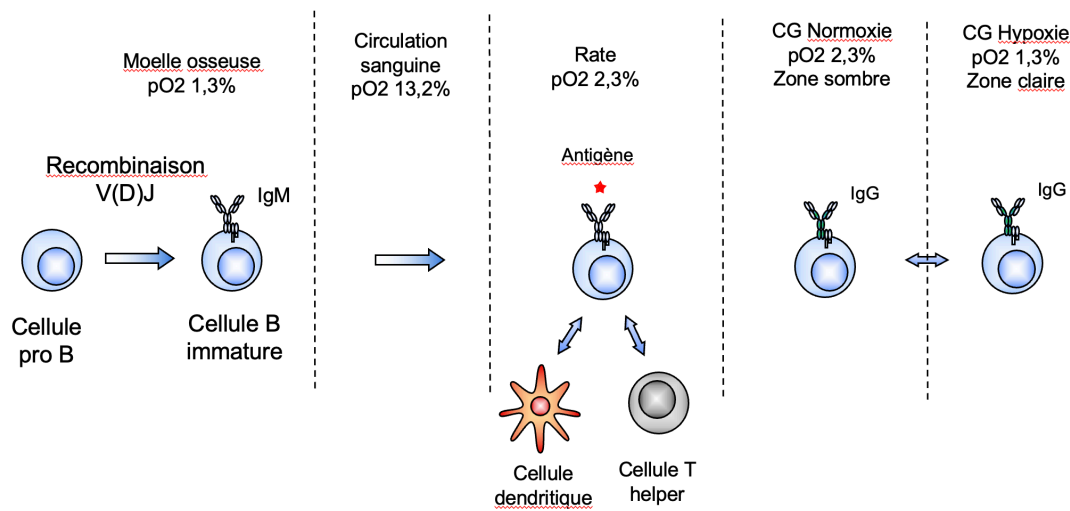 Moelle osseuse
pO2 1,3%
Circulation
sanguine
pO2 13,2%
Rate
pO2 2,3%
CG Normoxie
pO2 2,3%
Zone sombre
CG Hypoxie
pO2 1,3%
Zone claire
Recombinaison
V(D)J
IgM
Antigène
IgG
IgG
Cellule
pro B
Cellule B
immature
Cellule
dendritique
Cellule T
helper